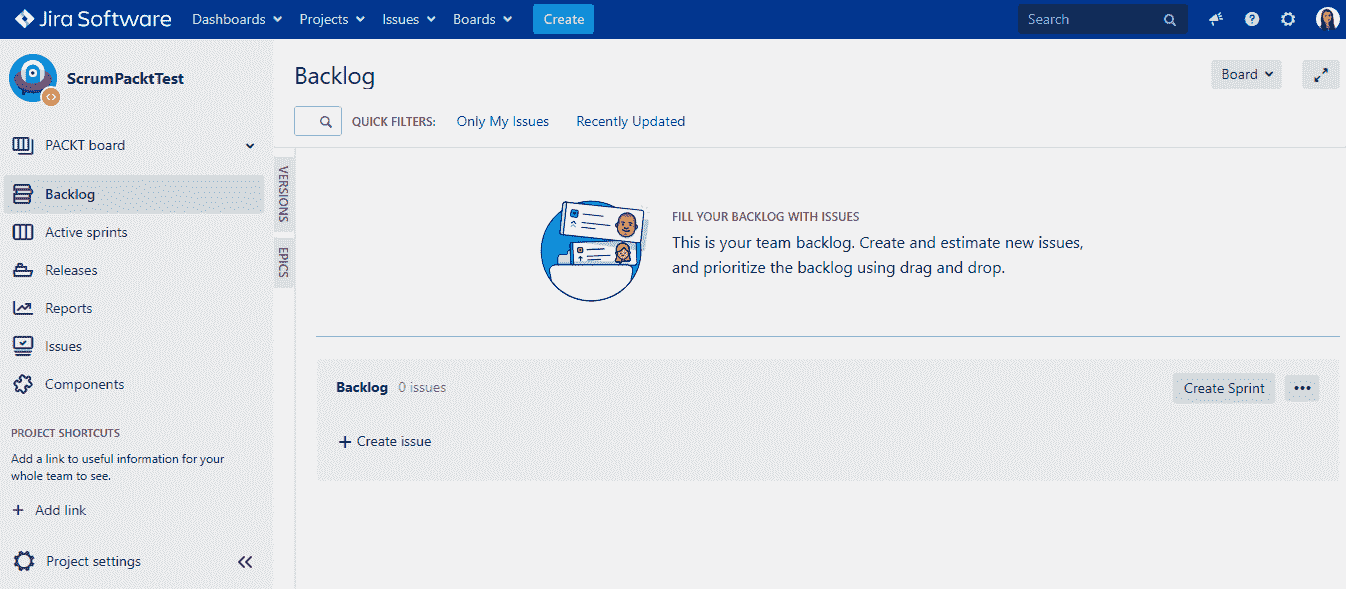 Jira Software Dashboards Projects Issues Boards Create Search
ScrumPacktTest
PACKT board
Backlog
Active sprints
Releases
Reports
Issues
Components
PROJECT SHORTCUTS
Add a link to useful information for your
whole team to see.
+ Add link
Project settings
Backlog
Board
QUICK FILTERS: Only My Issues Recently Updated
VERSIONS
EPICS
FILL YOUR BACKLOG WITH ISSUES
This is your team backlog. Create and estimate new issues,
and prioritize the backlog using drag and drop.
Backlog 0 issues
Create Sprint •••
+ Create issue